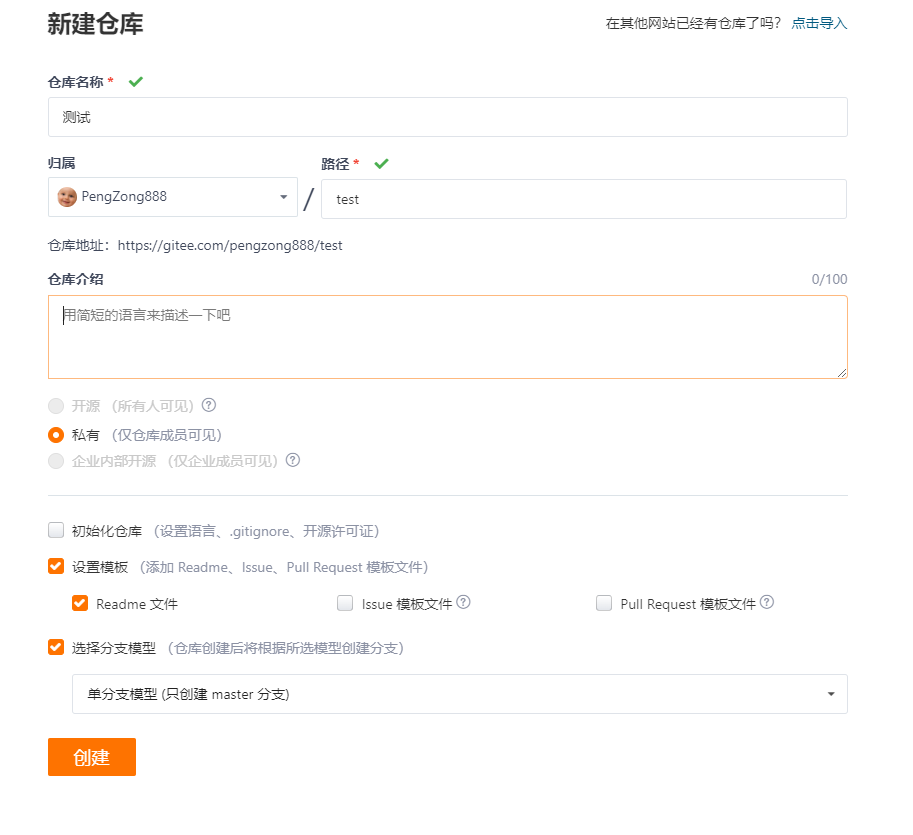 新建仓库
在其他网站已经有仓库了吗? 点击导入
仓库名称 *
测试
归属
路径 *
PengZong888
/
test
仓库地址：https://gitee.com/pengzong888/test
仓库介绍
0/100
用简短的语言来描述一下吧
开源 （所有人可见）
私有 （仅仓库成员可见）
企业内部开源 （仅企业成员可见）
初始化仓库 （设置语言、.gitignore、开源许可证）
设置模板 （添加 Readme、Issue、Pull Request 模板文件）
Readme 文件
Issue 模板文件
Pull Request 模板文件
选择分支模型 （仓库创建后将根据所选模型创建分支）
单分支模型 (只创建 master 分支)
创建